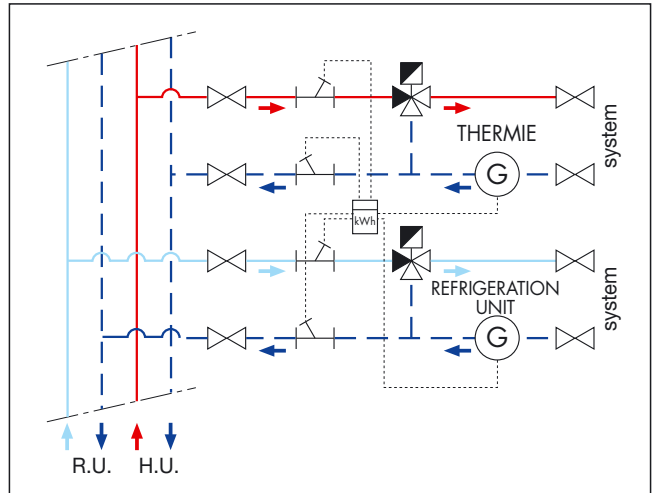 THERMIE
G
system
kWh
REFRIGERATION
UNIT
G
system
R.U.
H.U.